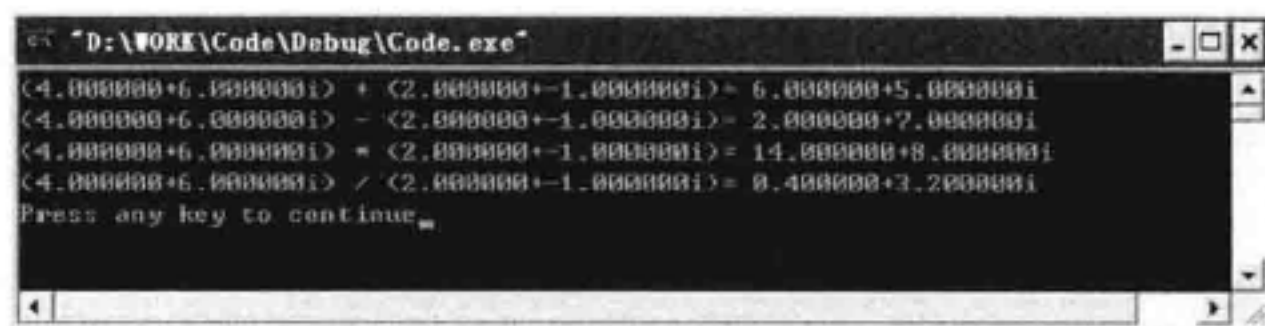 "D:\WORK\Code\Debug\Code.exe"
(4.000000+6.000000i) + (2.000000+-1.000000i)= 6.000000+5.000000i
(4.000000+6.000000i) - (2.000000+-1.000000i)= 2.000000+7.000000i
(4.000000+6.000000i) * (2.000000+-1.000000i)= 14.000000+8.000000i
(4.000000+6.000000i) / (2.000000+-1.000000i)= 0.400000+3.200000i
Press any key to continue_